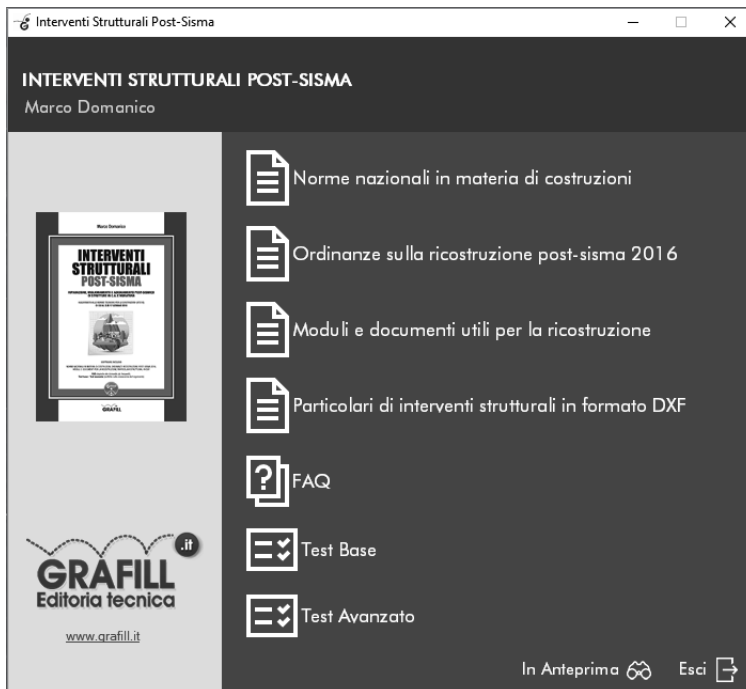 Interventi Strutturali Post-Sisma
INTERVENTI STRUTTURALI POST-SISMA
Marco Domanico
Marco Domanico
INTERVENTI
STRUTTURALI
POST-SISMA
GRAFILL
Norme nazionali in materia di costruzioni
Ordinanze sulla ricostruzione post-sisma 2016
Moduli e documenti utili per la ricostruzione
Particolari di interventi strutturali in formato DXF
FAQ
Test Base
Test Avanzato
.it
GRAFILL
Editoria tecnica
www.grafill.it
In Anteprima
Esci